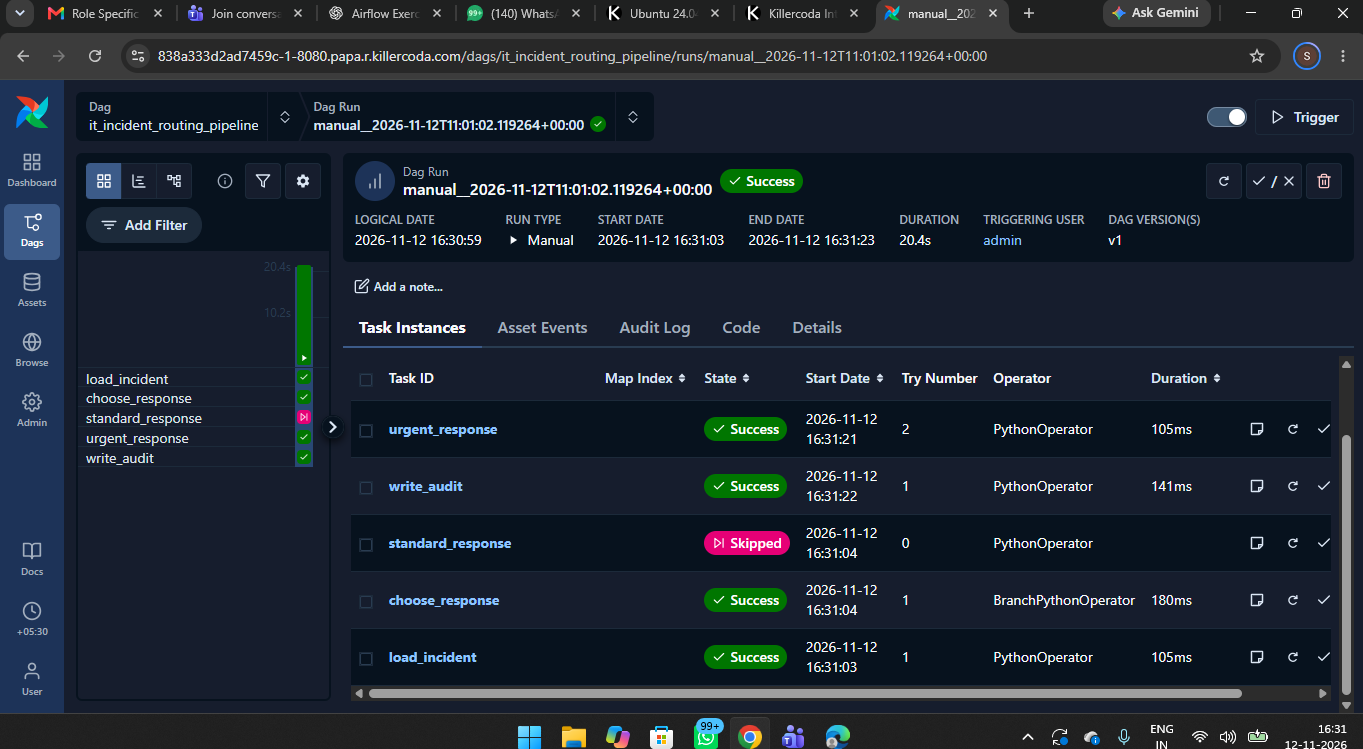 Role Specific
Join conversa
Airflow Exerc
(140) Whats
Ubuntu 24.0
Killercoda Int
manual__202
Ask Gemini
838a333d2ad7459c-1-8080.papa.r.killercoda.com/dags/it_incident_routing_pipeline/runs/manual__2026-11-12T11:01:02.119264+00:00
S
Dag
it_incident_routing_pipeline
Dag Run
manual__2026-11-12T11:01:02.119264+00:00
Trigger
Dashboard
Dags
Assets
Browse
Admin
Docs
+05:30
User
Add Filter
20.4s
10.2s
load_incident
choose_response
standard_response
urgent_response
write_audit
Dag Run
manual__2026-11-12T11:01:02.119264+00:00 Success
LOGICAL DATE RUN TYPE START DATE END DATE DURATION TRIGGERING USER DAG VERSION(S)
2026-11-12 16:30:59 Manual 2026-11-12 16:31:03 2026-11-12 16:31:23 20.4s admin v1
Add a note...
Task Instances Asset Events Audit Log Code Details
Task ID Map Index State Start Date Try Number Operator Duration
urgent_response Success 2026-11-12 16:31:21 2 PythonOperator 105ms
write_audit Success 2026-11-12 16:31:22 1 PythonOperator 141ms
standard_response Skipped 2026-11-12 16:31:04 0 PythonOperator
choose_response Success 2026-11-12 16:31:04 1 BranchPythonOperator 180ms
load_incident Success 2026-11-12 16:31:03 1 PythonOperator 105ms
99+
ENG
IN
16:31
12-11-2026